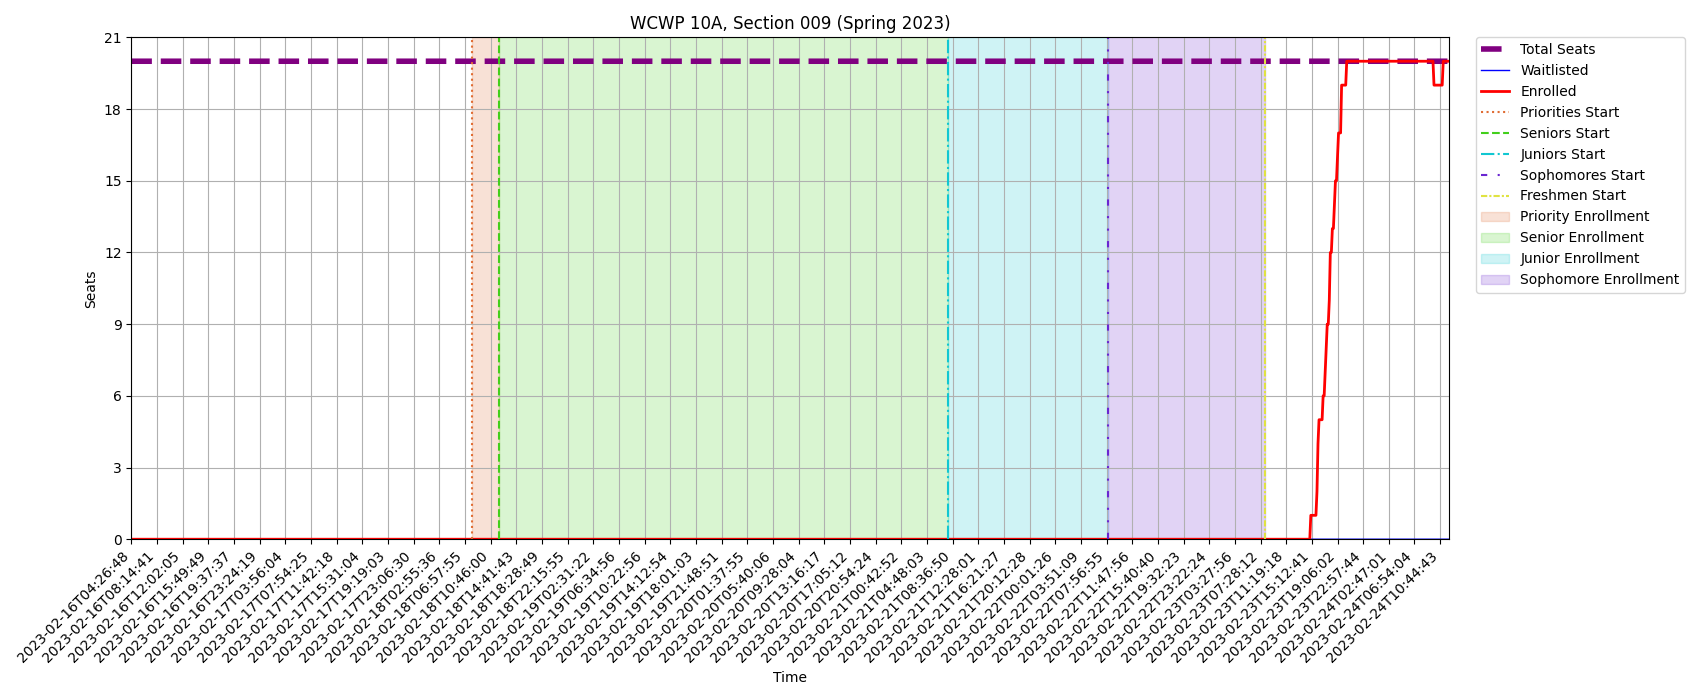 WCWP 10A, Section 009 (Spring 2023)
21
18
15
12
9
6
3
0
Seats
2023-02-16T04:26:48
2023-02-16T08:14:41
2023-02-16T12:02:05
2023-02-16T15:49:49
2023-02-16T19:37:37
2023-02-16T23:24:19
2023-02-17T03:56:04
2023-02-17T07:54:25
2023-02-17T11:42:18
2023-02-17T15:31:04
2023-02-17T19:19:03
2023-02-17T23:06:30
2023-02-18T02:55:36
2023-02-18T06:57:55
2023-02-18T10:46:00
2023-02-18T14:41:43
2023-02-18T18:28:49
2023-02-18T22:15:55
2023-02-19T02:31:22
2023-02-19T06:34:56
2023-02-19T10:22:56
2023-02-19T14:12:54
2023-02-19T18:01:03
2023-02-19T21:48:51
2023-02-20T01:37:55
2023-02-20T05:40:06
2023-02-20T09:28:04
2023-02-20T13:16:17
2023-02-20T17:05:12
2023-02-20T20:54:24
2023-02-21T00:42:52
2023-02-21T04:48:03
2023-02-21T08:36:50
2023-02-21T12:28:01
2023-02-21T16:21:27
2023-02-21T20:12:28
2023-02-22T00:01:26
2023-02-22T03:51:09
2023-02-22T07:56:55
2023-02-22T11:47:56
2023-02-22T15:40:40
2023-02-22T19:32:23
2023-02-22T23:22:24
2023-02-23T03:27:56
2023-02-23T07:28:12
2023-02-23T11:19:18
2023-02-23T15:12:41
2023-02-23T19:06:02
2023-02-23T22:57:44
2023-02-24T02:47:01
2023-02-24T06:54:04
2023-02-24T10:44:43
Time
Total Seats
Waitlisted
Enrolled
Priorities Start
Seniors Start
Juniors Start
Sophomores Start
Freshmen Start
Priority Enrollment
Senior Enrollment
Junior Enrollment
Sophomore Enrollment